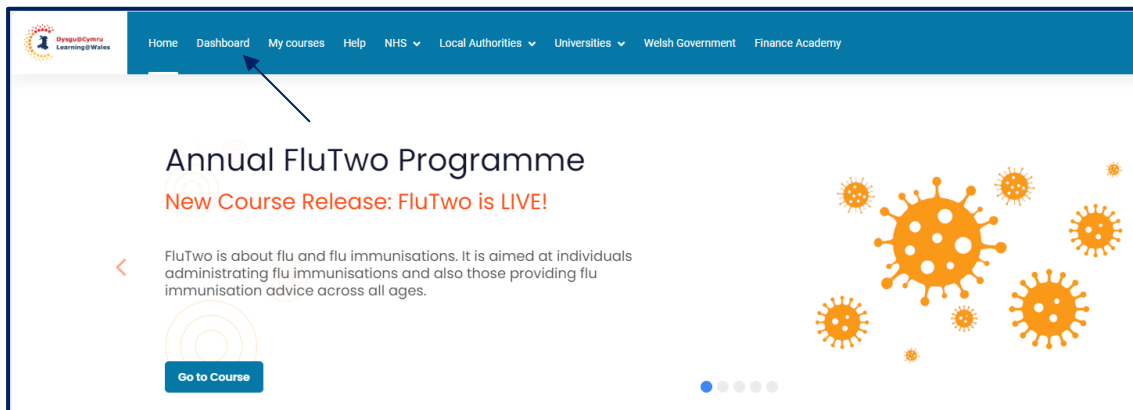 Dysgu@Cymru
Learning@Wales
Home Dashboard My courses Help NHS Local Authorities Universities Welsh Government Finance Academy
Annual FluTwo Programme
New Course Release: FluTwo is LIVE!
FluTwo is about flu and flu immunisations. It is aimed at individuals
administrating flu immunisations and also those providing flu
immunisation advice across all ages.
Go to Course